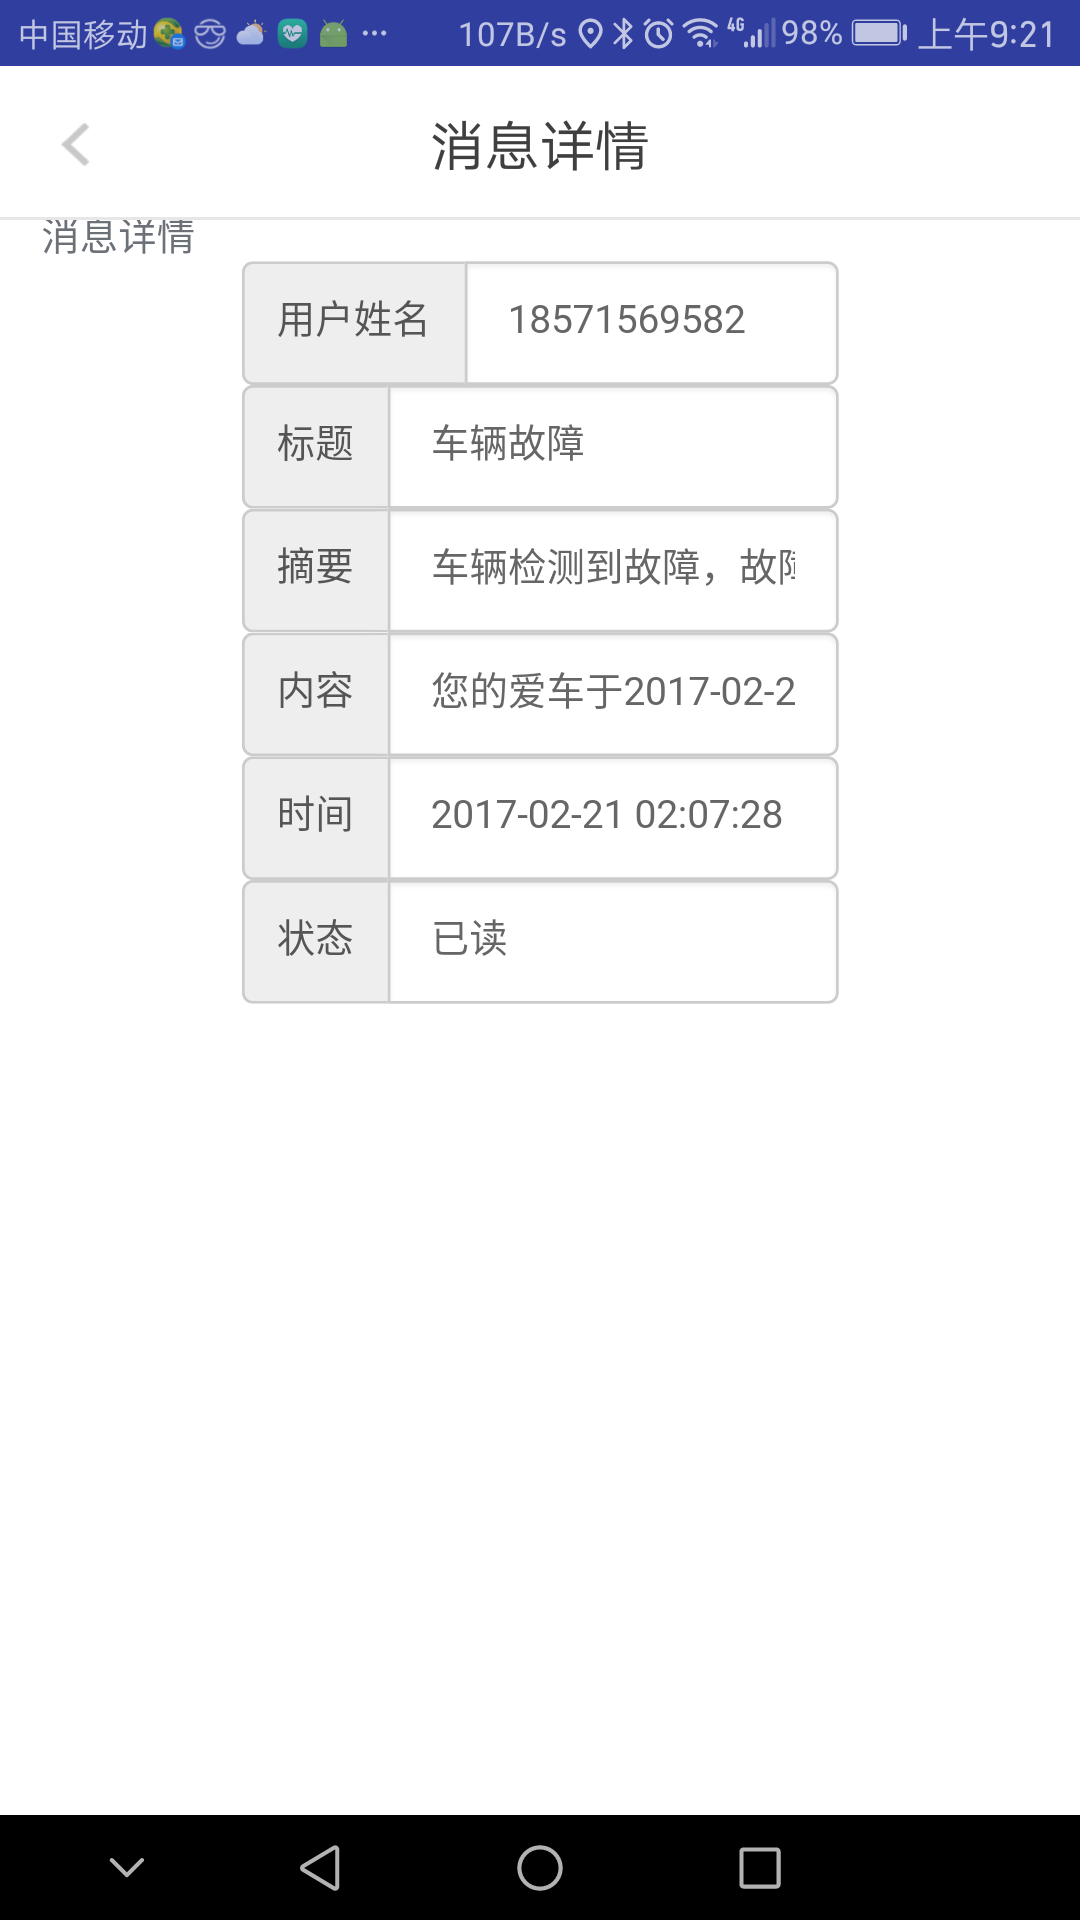 中国移动 107B/s 4G 98% 上午9:21
消息详情
消息详情
用户姓名 18571569582
标题 车辆故障
摘要 车辆检测到故障，故障
内容 您的爱车于2017-02-2
时间 2017-02-21 02:07:28
状态 已读